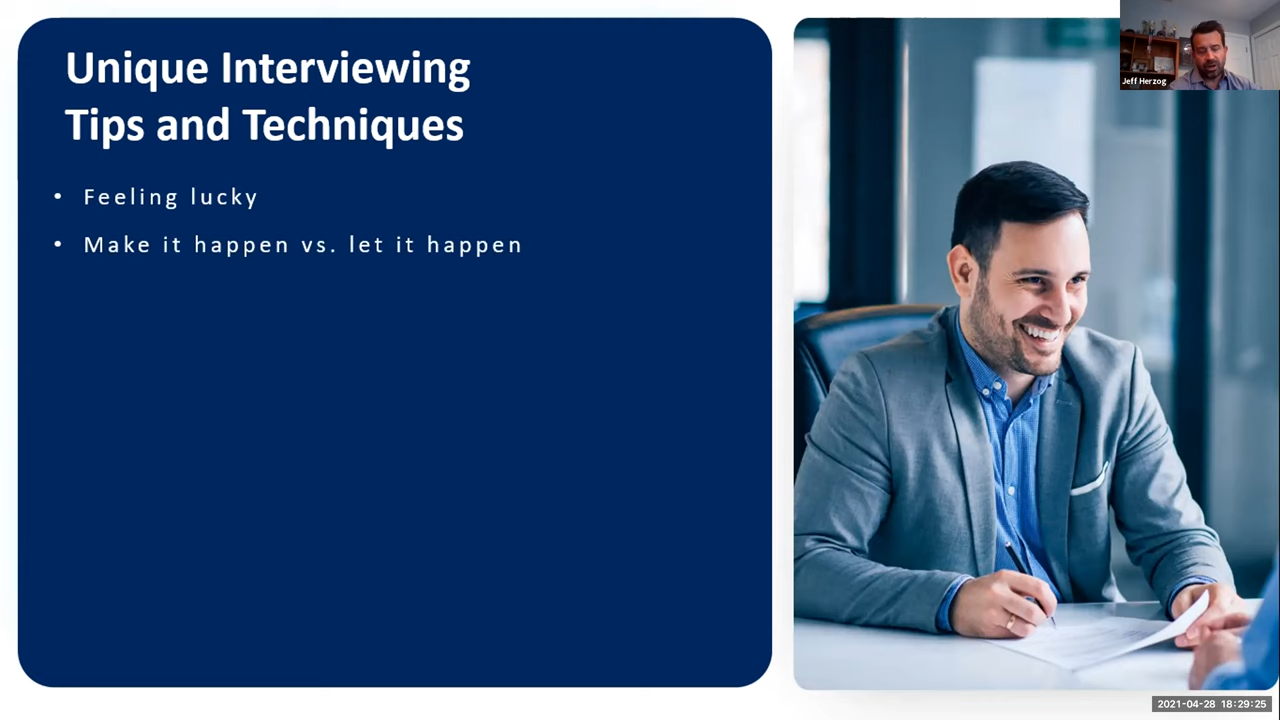 Unique Interviewing
Tips and Techniques
• Feeling lucky
• Make it happen vs. let it happen
Jeff Herzog
2021-04-28 18:29:25